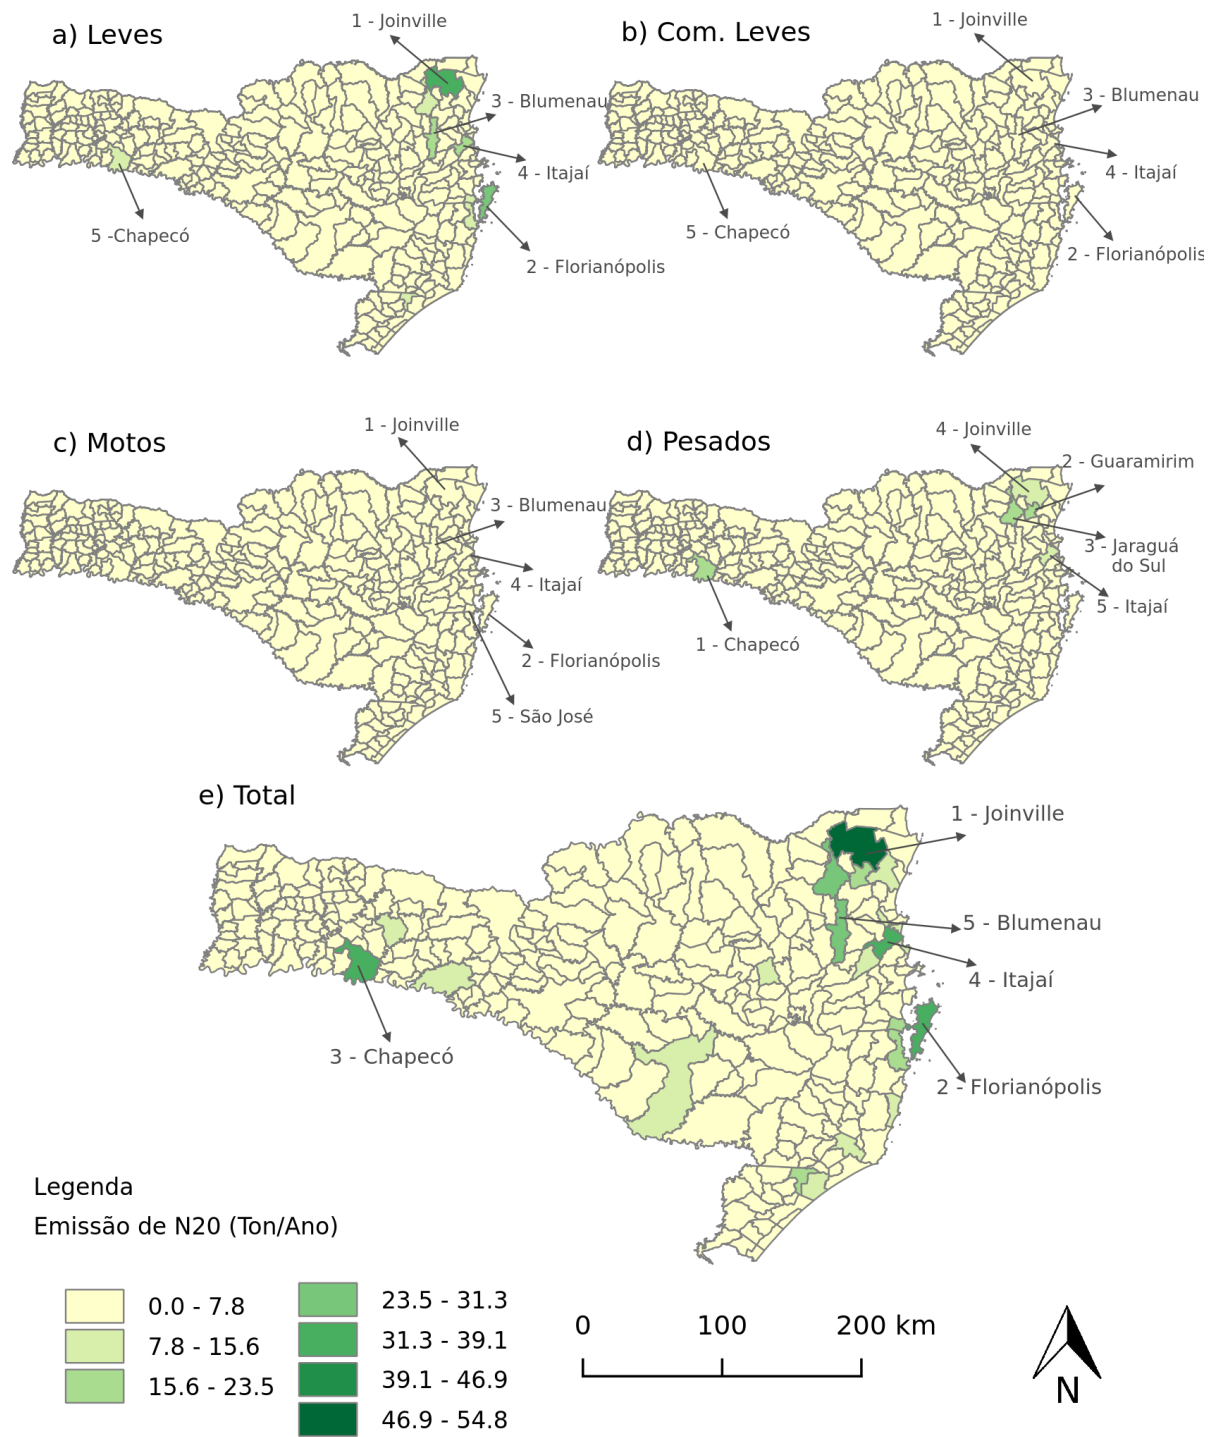 a) Leves
1 - Joinville
3 - Blumenau
4 - Itajaí
5 -Chapecó
2 - Florianópolis
b) Com. Leves
1 - Joinville
3 - Blumenau
4 - Itajaí
5 - Chapecó
2 - Florianópolis
c) Motos
1 - Joinville
3 - Blumenau
4 - Itajaí
2 - Florianópolis
5 - São José
d) Pesados
4 - Joinville
2 - Guaramirim
3 - Jaraguá
do Sul
5 - Itajaí
1 - Chapecó
e) Total
1 - Joinville
5 - Blumenau
4 - Itajaí
3 - Chapecó
2 - Florianópolis
Legenda
Emissão de N20 (Ton/Ano)
0.0 - 7.8
7.8 - 15.6
15.6 - 23.5
23.5 - 31.3
31.3 - 39.1
39.1 - 46.9
46.9 - 54.8
0 100 200 km
N